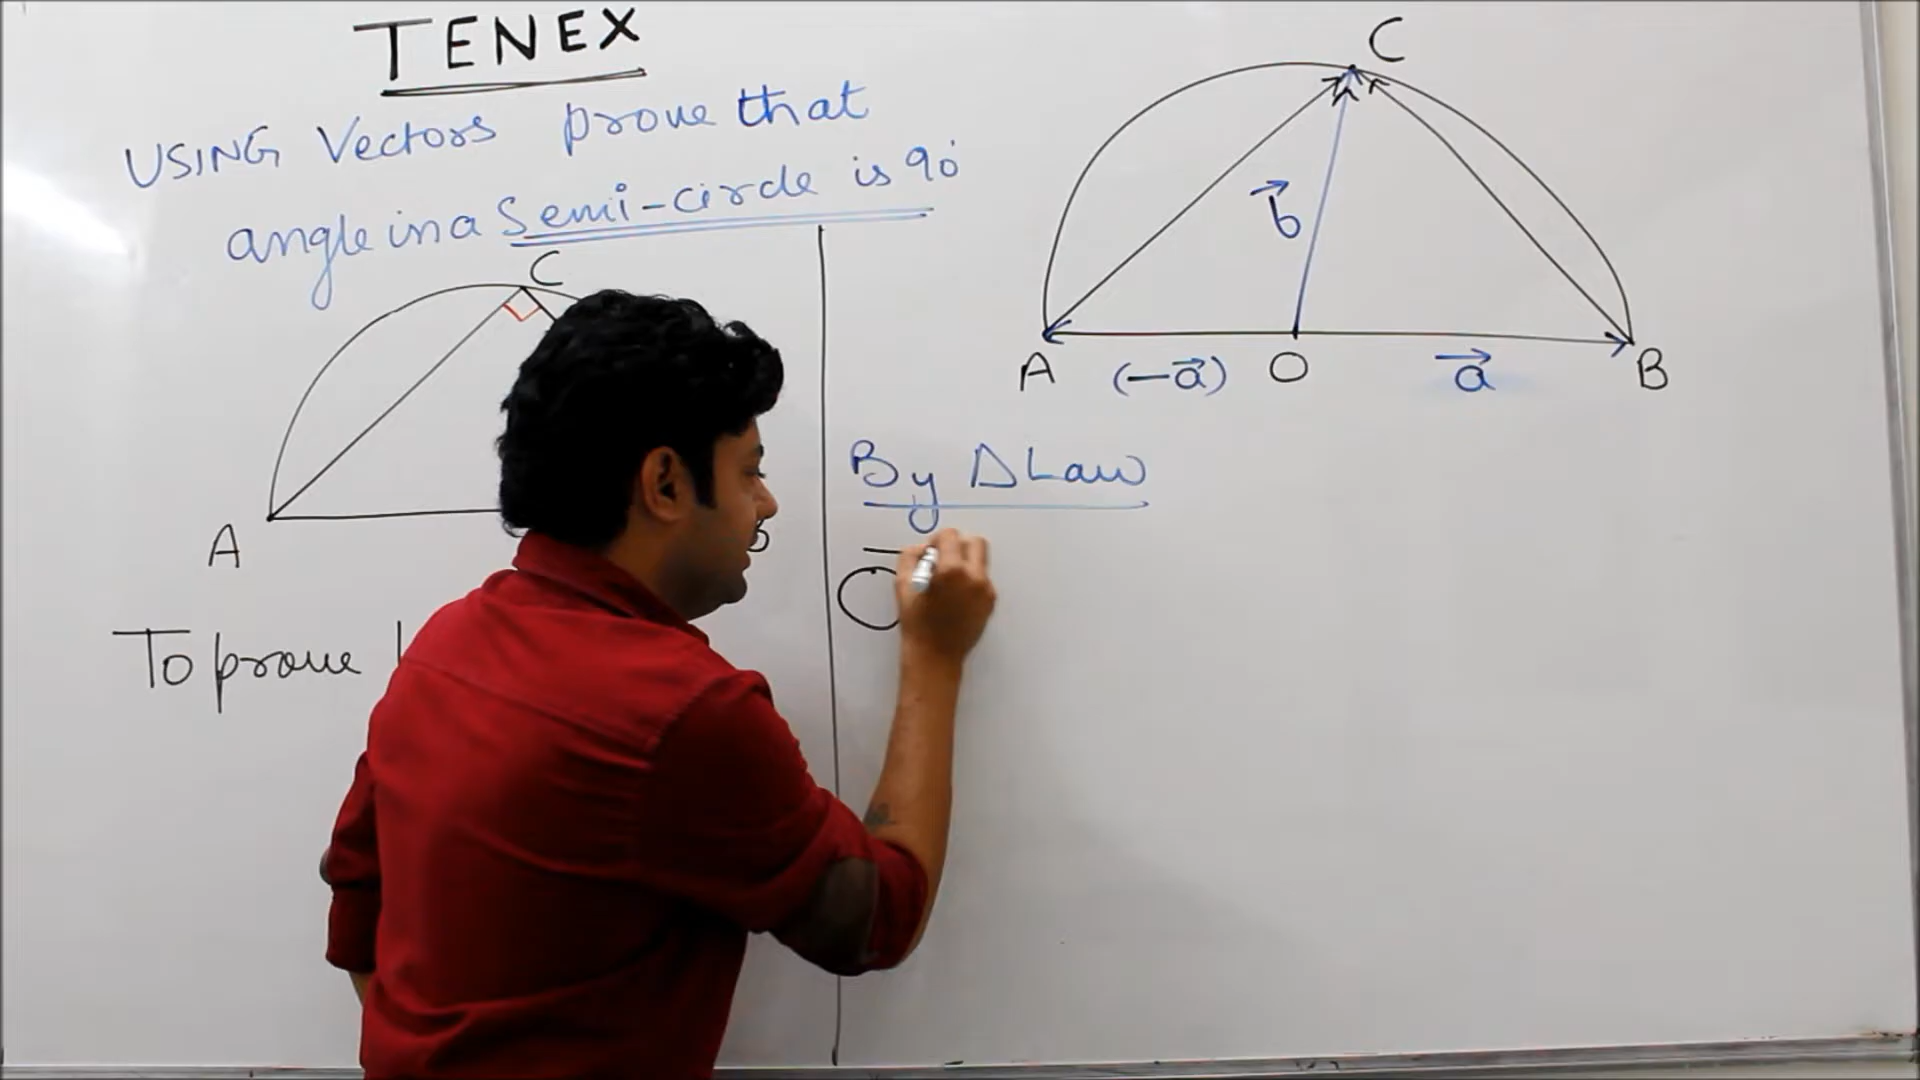 TENEX
USING Vectors prove that
angle in a Semi-circle is 90°
C
A
B
To prove
C
b
A
(-a)
O
a
B
By Δ Law
O